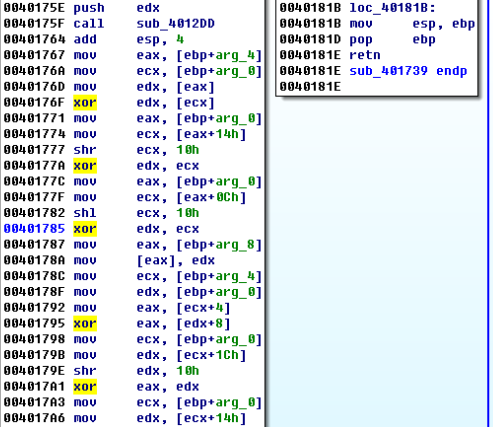 0040175E push    edx
0040175F call    sub_4012DD
00401764 add     esp, 4
00401767 mov     eax, [ebp+arg_4]
0040176A mov     ecx, [ebp+arg_0]
0040176D mov     edx, [eax]
0040176F xor     edx, [ecx]
00401771 mov     eax, [ebp+arg_0]
00401774 mov     ecx, [eax+14h]
00401777 shr     ecx, 10h
0040177A xor     edx, ecx
0040177C mov     eax, [ebp+arg_0]
0040177F mov     ecx, [eax+0Ch]
00401782 shl     ecx, 10h
00401785 xor     edx, ecx
00401787 mov     eax, [ebp+arg_8]
0040178A mov     [eax], edx
0040178C mov     ecx, [ebp+arg_4]
0040178F mov     edx, [ebp+arg_0]
00401792 mov     eax, [ecx+4]
00401795 xor     eax, [edx+8]
00401798 mov     ecx, [ebp+arg_0]
0040179B mov     edx, [ecx+1Ch]
0040179E shr     edx, 10h
004017A1 xor     eax, edx
004017A3 mov     ecx, [ebp+arg_0]
004017A6 mov     edx, [ecx+14h]
0040181B loc_40181B:
0040181B mov     esp, ebp
0040181D pop     ebp
0040181E retn
0040181E sub_401739 endp
0040181E